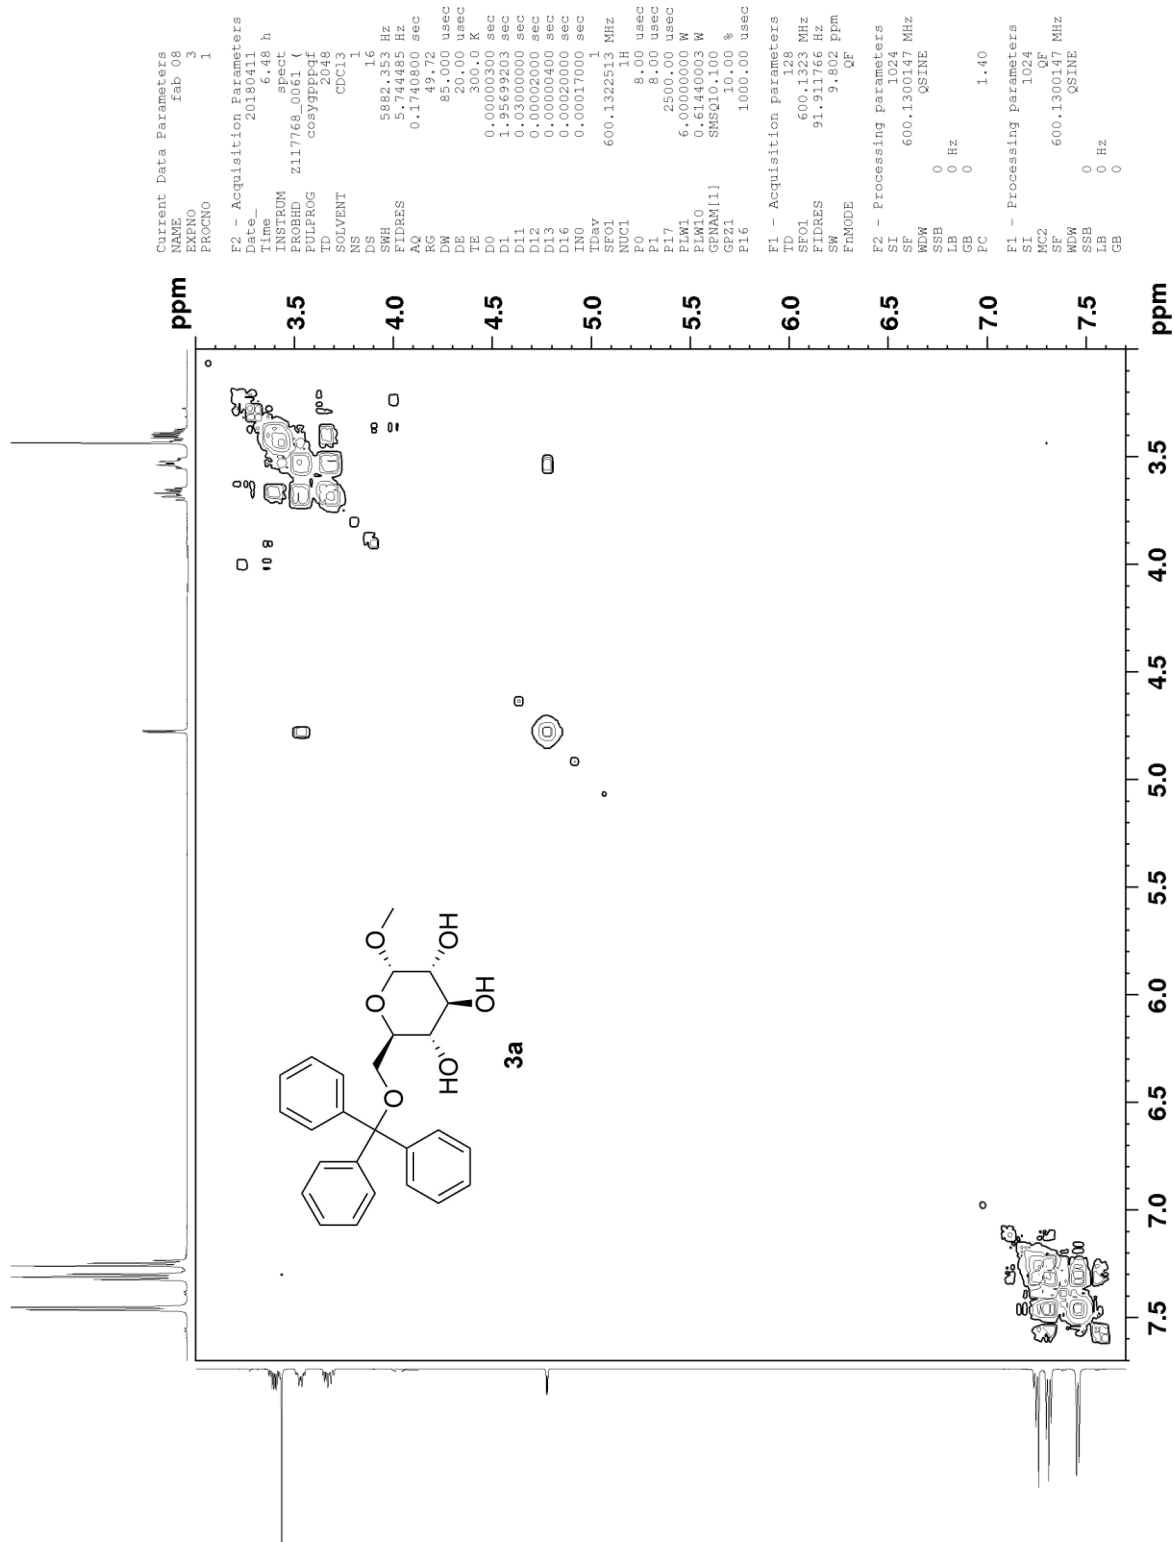 Current Data Parameters
NAME fab 08
EXPNO 3
PROCNO 1
F2 - Acquisition Parameters
Date_ 20180411
Time 6.48 h
INSTRUM spect
PROBHD Z117768_0061 (
PULPROG cosygpppqf
TD 2048
SOLVENT CDCl3
NS 1
DS 16
SWH 5882.353 Hz
FIDRES 5.744485 Hz
AQ 0.1740800 sec
RG 49.72
DW 85.000 usec
DE 20.00 usec
TE 300.0 K
D0 0.00000300 sec
D1 1.95699203 sec
D11 0.03000000 sec
D12 0.00002000 sec
D13 0.00000400 sec
D16 0.00020000 sec
IN0 0.00017000 sec
TDav 1
SFO1 600.1322513 MHz
NUC1 1H
P0 8.00 usec
P1 8.00 usec
P17 2500.00 usec
PLW1 6.00000000 W
PLW10 0.61440003 W
GPNAM[1] SMSQ10.100
GPZ1 10.00 %
P16 1000.00 usec
F1 - Acquisition parameters
TD 128
SFO1 600.1323 MHz
FIDRES 91.911766 Hz
SW 9.802 ppm
FnMODE QF
F2 - Processing parameters
SI 1024
SF 600.1300147 MHz
WDW QSINE
SSB 0
LB 0 Hz
GB 0
PC 1.40
F1 - Processing parameters
SI 1024
MC2 QF
SF 600.1300147 MHz
WDW QSINE
SSB 0
LB 0 Hz
GB 0
ppm
3.5
4.0
4.5
5.0
5.5
6.0
6.5
7.0
7.5
ppm
3.5
4.0
4.5
5.0
5.5
6.0
6.5
7.0
7.5
O
O
O
OH
OH
HO
3a